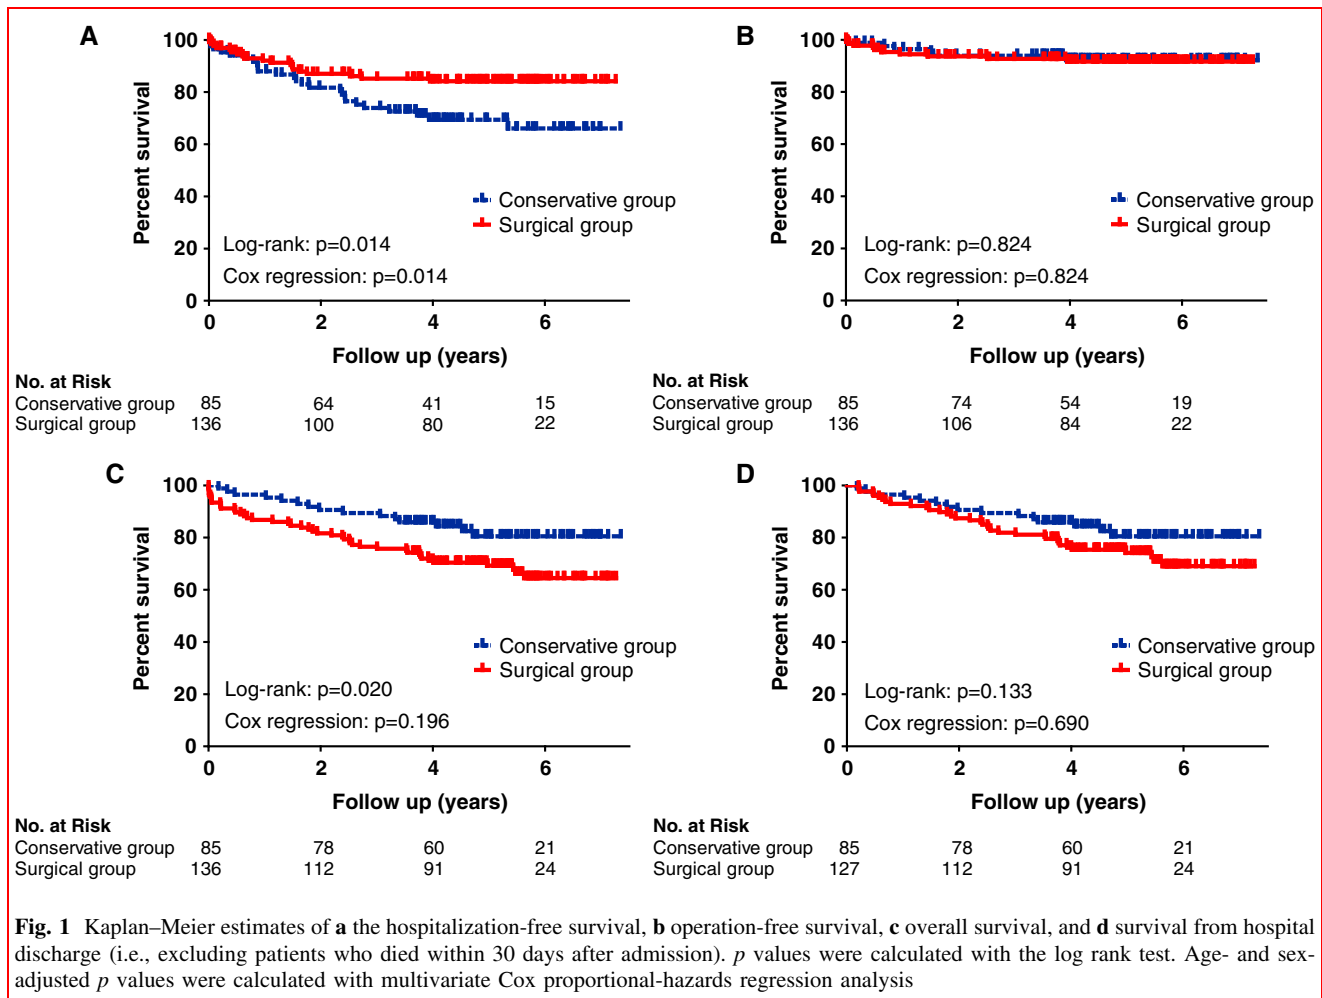 A
100
80
60
40
20
0
Percent survival
Conservative group
Surgical group
Log-rank: p=0.014
Cox regression: p=0.014
0 2 4 6
Follow up (years)
No. at Risk
Conservative group 85 64 41 15
Surgical group 136 100 80 22
B
100
80
60
40
20
0
Percent survival
Conservative group
Surgical group
Log-rank: p=0.824
Cox regression: p=0.824
0 2 4 6
Follow up (years)
No. at Risk
Conservative group 85 74 54 19
Surgical group 136 106 84 22
C
100
80
60
40
20
0
Percent survival
Conservative group
Surgical group
Log-rank: p=0.020
Cox regression: p=0.196
0 2 4 6
Follow up (years)
No. at Risk
Conservative group 85 78 60 21
Surgical group 136 112 91 24
D
100
80
60
40
20
0
Percent survival
Conservative group
Surgical group
Log-rank: p=0.133
Cox regression: p=0.690
0 2 4 6
Follow up (years)
No. at Risk
Conservative group 85 78 60 21
Surgical group 127 112 91 24
Fig. 1 Kaplan–Meier estimates of a the hospitalization-free survival, b operation-free survival, c overall survival, and d survival from hospital
discharge (i.e., excluding patients who died within 30 days after admission). p values were calculated with the log rank test. Age- and sex-
adjusted p values were calculated with multivariate Cox proportional-hazards regression analysis